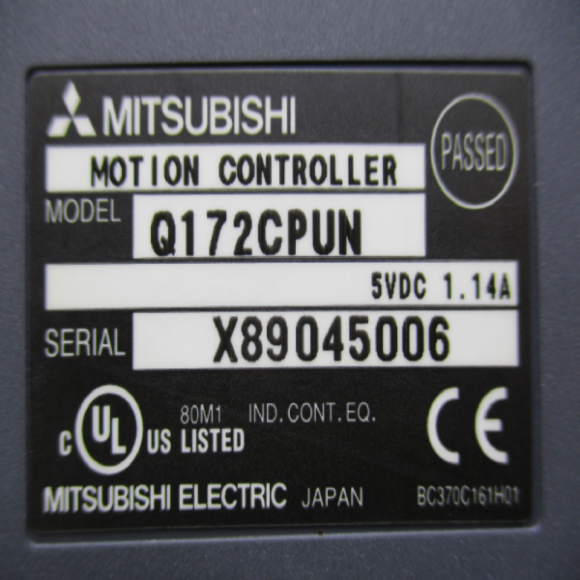 MITSUBISHI
PASSED
MOTION CONTROLLER
MODEL Q172CPUN
5VDC 1.14A
SERIAL X89045006
C UL US LISTED 80M1 IND. CONT. EQ.
CE
MITSUBISHI ELECTRIC JAPAN BC370C161H01